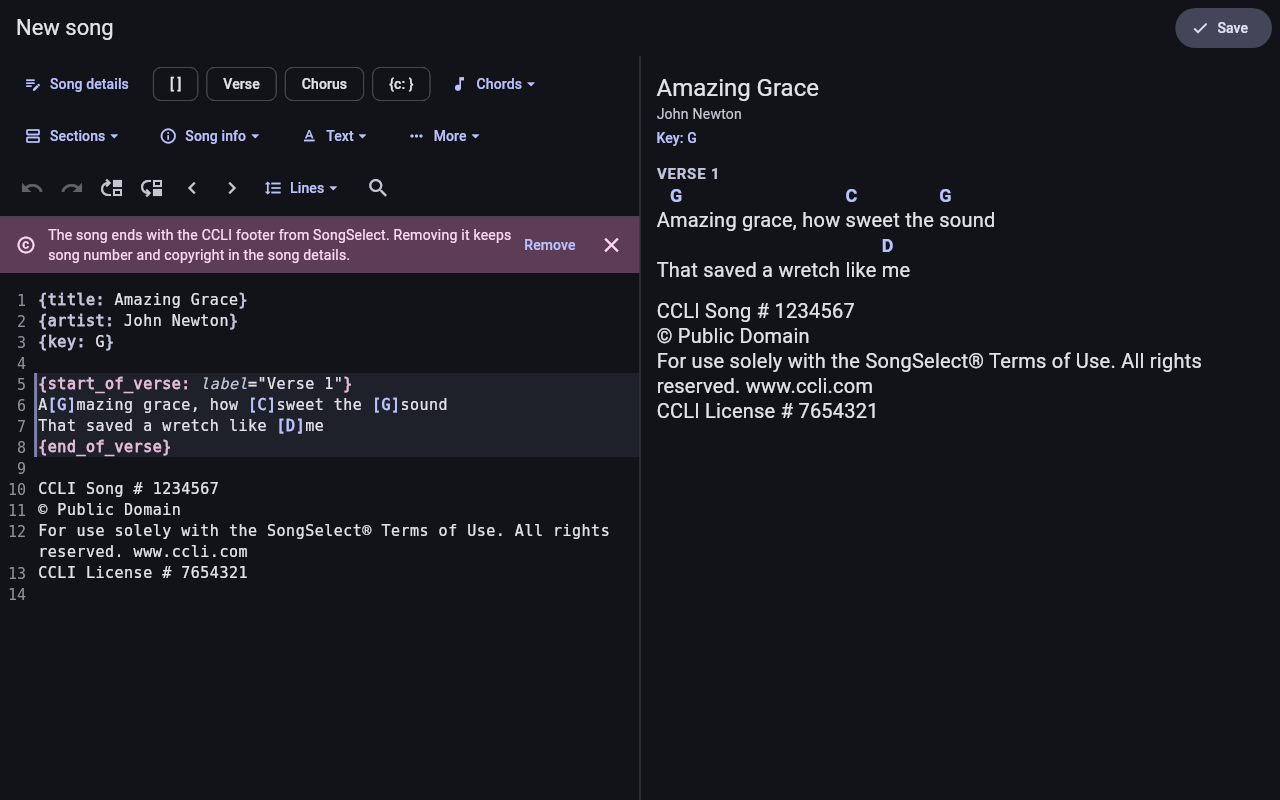 New song
Save
Song details
[ ]
Verse
Chorus
{c: }
Chords
Sections
Song info
Text
More
Lines
The song ends with the CCLI footer from SongSelect. Removing it keeps
song number and copyright in the song details.
Remove
1 {title: Amazing Grace}
2 {artist: John Newton}
3 {key: G}
4
5 {start_of_verse: label="Verse 1"}
6 A[G]mazing grace, how [C]sweet the [G]sound
7 That saved a wretch like [D]me
8 {end_of_verse}
9
10 CCLI Song # 1234567
11 © Public Domain
12 For use solely with the SongSelect® Terms of Use. All rights
reserved. www.ccli.com
13 CCLI License # 7654321
14
Amazing Grace
John Newton
Key: G
VERSE 1
G C G
Amazing grace, how sweet the sound
D
That saved a wretch like me
CCLI Song # 1234567
© Public Domain
For use solely with the SongSelect® Terms of Use. All rights
reserved. www.ccli.com
CCLI License # 7654321